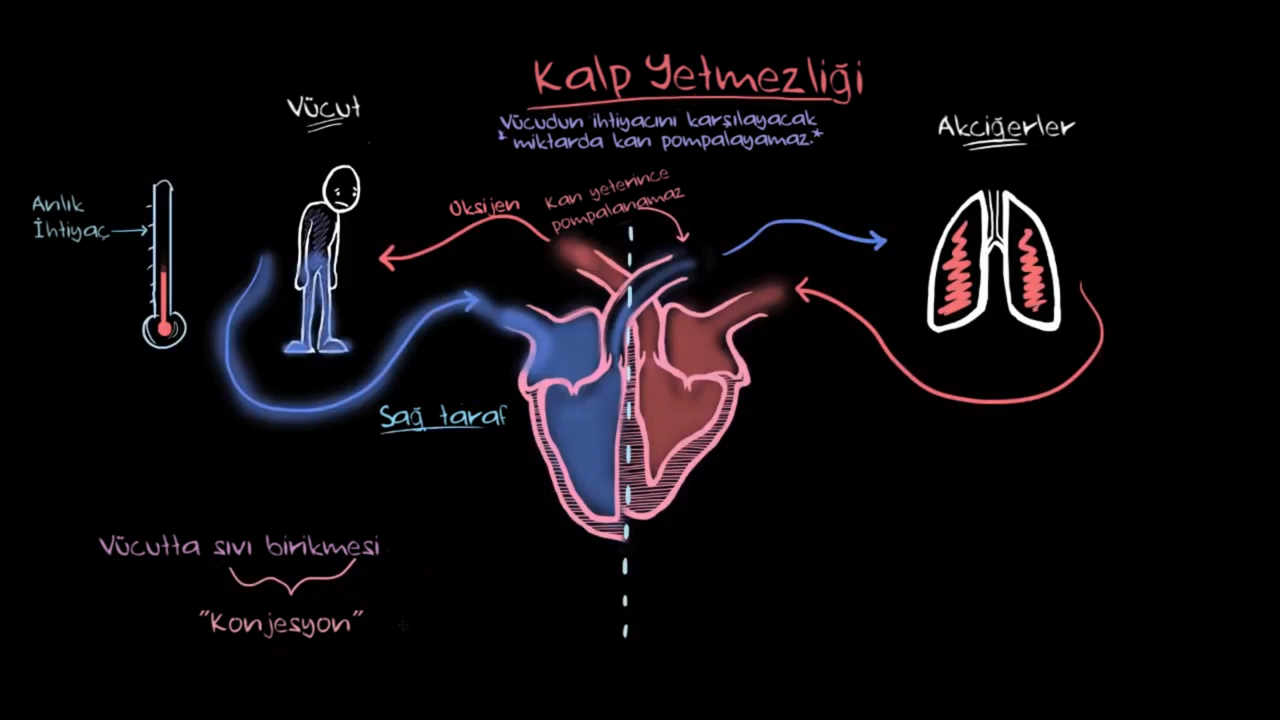 Kalp Yetmezliği
Vücudun ihtiyacını karşılayacak
* miktarda kan pompalayamaz.*
Vücut
Akciğerler
Anlık
İhtiyaç
Oksijen
Kan yeterince
pompalanamaz
Sağ taraf
Vücutta sıvı birikmesi
"Konjesyon"